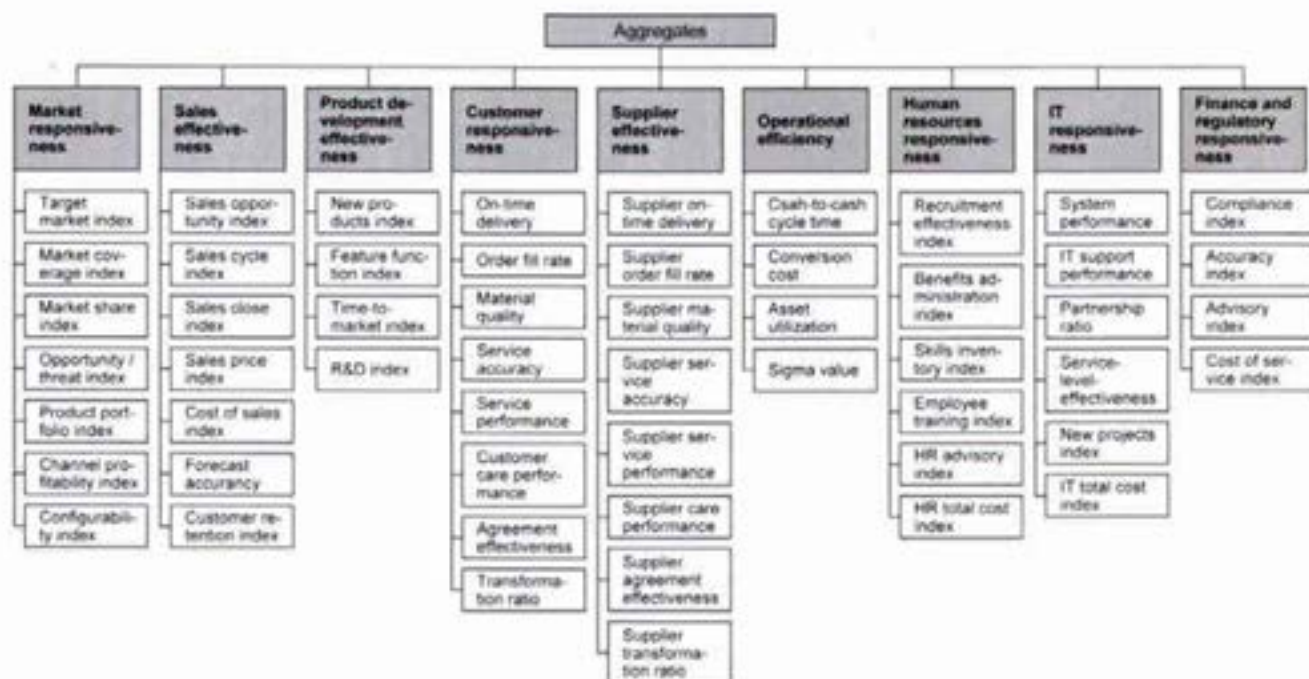 Aggregates
Market
responsive-
ness
Target
market index
Market cov-
erage index
Market share
index
Opportunity /
threat index
Product port-
folio index
Channel pro-
fitability index
Configurabili-
ty index
Sales
effective-
ness
Sales oppor-
tunity index
Sales cycle
index
Sales close
index
Sales price
index
Cost of sales
index
Forecast
accurancy
Customer re-
tention index
Product de-
velopment
effective-
ness
New pro-
ducts index
Feature func-
tion index
Time-to-
market index
R&D index
Customer
responsive-
ness
On-time
delivery
Order fill rate
Material
quality
Service
accuracy
Service
performance
Customer
care perfor-
mance
Agreement
effectiveness
Transforma-
tion ratio
Supplier
effective-
ness
Supplier on-
time delivery
Supplier
order fill rate
Supplier ma-
terial quality
Supplier ser-
vice
accuracy
Supplier ser-
vice
performance
Supplier care
performance
Supplier
agreement
effectiveness
Supplier
transforma-
tion ratio
Operational
efficiency
Csah-to-cash
cycle time
Conversion
cost
Asset
utilization
Sigma value
Human
resources
responsive-
ness
Recruitment
effectiveness
index
Benefits ad-
ministration
index
Skills inven-
tory index
Employee
training index
HR advisory
index
HR total cost
index
IT
responsive-
ness
System
performance
IT support
performance
Partnership
ratio
Service-
level-
effectiveness
New projects
index
IT total cost
index
Finance and
regulatory
responsive-
ness
Compliance
index
Accuracy
index
Advisory
index
Cost of ser-
vice index